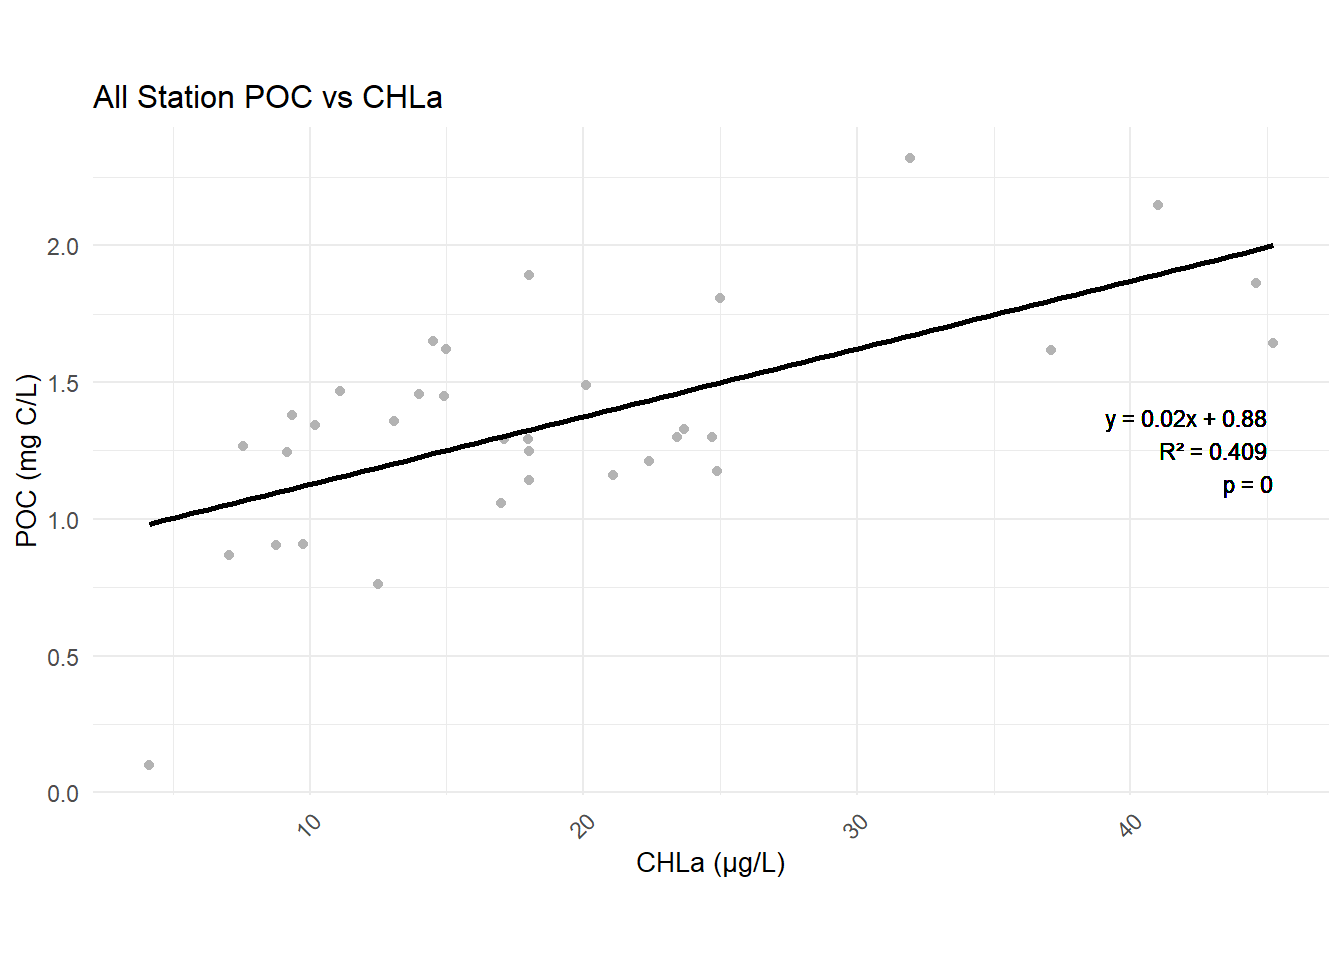 All Station POC vs CHLa
POC (mg C/L)
2.0
1.5
1.0
0.5
0.0
y = 0.02x + 0.88
R² = 0.409
p = 0
10
20
30
40
CHLa (µg/L)